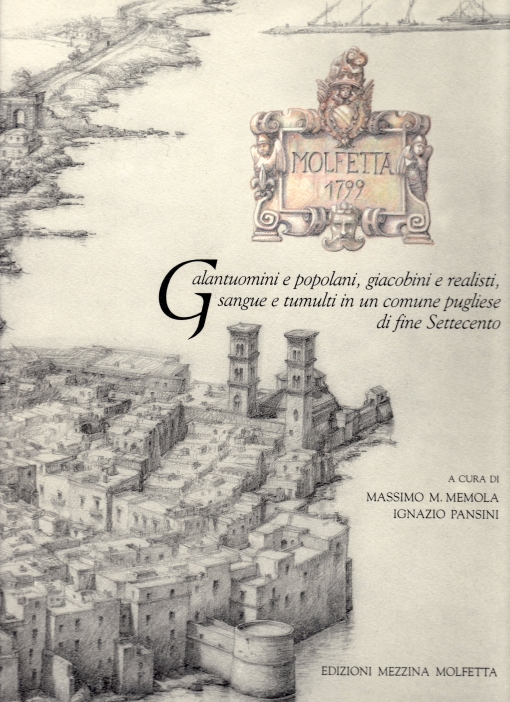 MOLFETTA
1799
Galantuomini e popolani, giacobini e realisti,
sangue e tumulti in un comune pugliese
di fine Settecento
A CURA DI
MASSIMO M. MEMOLA
IGNAZIO PANSINI
EDIZIONI MEZZINA MOLFETTA